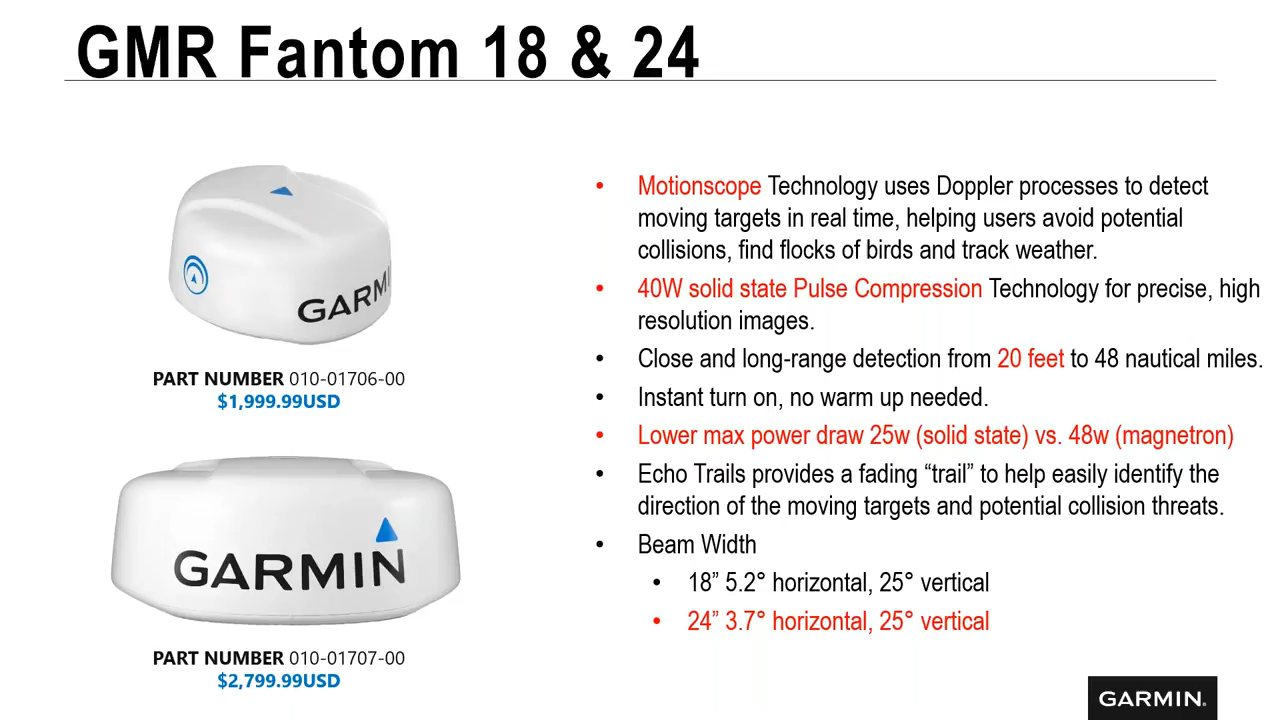 GMR Fantom 18 & 24
GARM
PART NUMBER 010-01706-00
$1,999.99USD
GARMIN
PART NUMBER 010-01707-00
$2,799.99USD
• Motionscope Technology uses Doppler processes to detect
moving targets in real time, helping users avoid potential
collisions, find flocks of birds and track weather.
• 40W solid state Pulse Compression Technology for precise, high
resolution images.
• Close and long-range detection from 20 feet to 48 nautical miles.
• Instant turn on, no warm up needed.
• Lower max power draw 25w (solid state) vs. 48w (magnetron)
• Echo Trails provides a fading “trail” to help easily identify the
direction of the moving targets and potential collision threats.
• Beam Width
• 18” 5.2° horizontal, 25° vertical
• 24” 3.7° horizontal, 25° vertical
GARMIN.